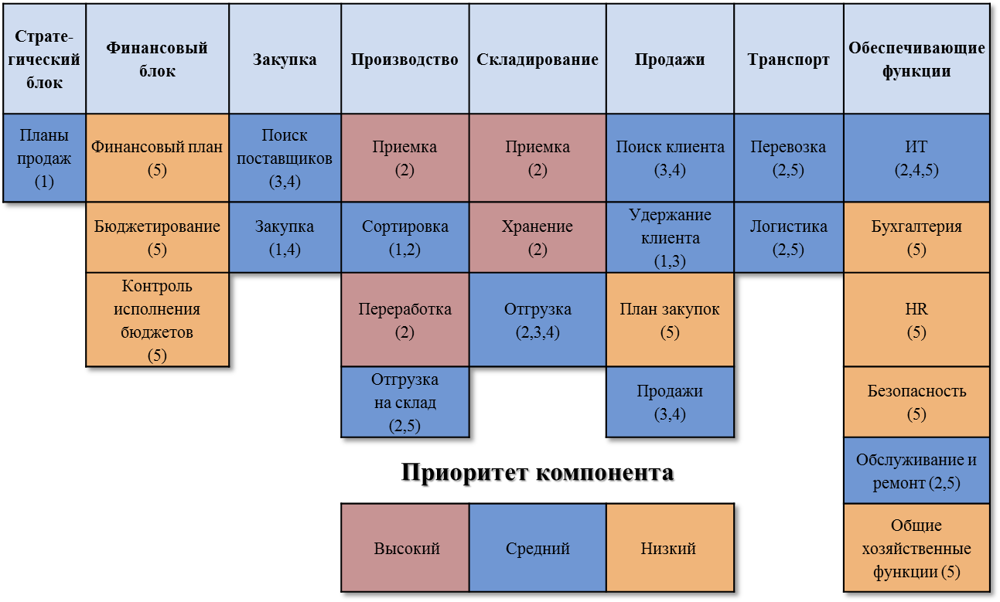 Страте-
гический
блок
Финансовый
блок
Закупка
Производство
Складирование
Продажи
Транспорт
Обеспечивающие
функции
Планы
продаж
(1)
Финансовый план
(5)
Поиск
поставщиков
(3,4)
Приемка
(2)
Приемка
(2)
Поиск клиента
(3,4)
Перевозка
(2,5)
ИТ
(2,4,5)
Бюджетирование
(5)
Закупка
(1,4)
Сортировка
(1,2)
Хранение
(2)
Удержание
клиента
(1,3)
Логистика
(2,5)
Бухгалтерия
(5)
Контроль
исполнения
бюджетов
(5)
Переработка
(2)
Отгрузка
(2,3,4)
План закупок
(5)
HR
(5)
Отгрузка
на склад
(2,5)
Продажи
(3,4)
Безопасность
(5)
Обслуживание и
ремонт (2,5)
Общие
хозяйственные
функции (5)
Приоритет компонента
Высокий
Средний
Низкий